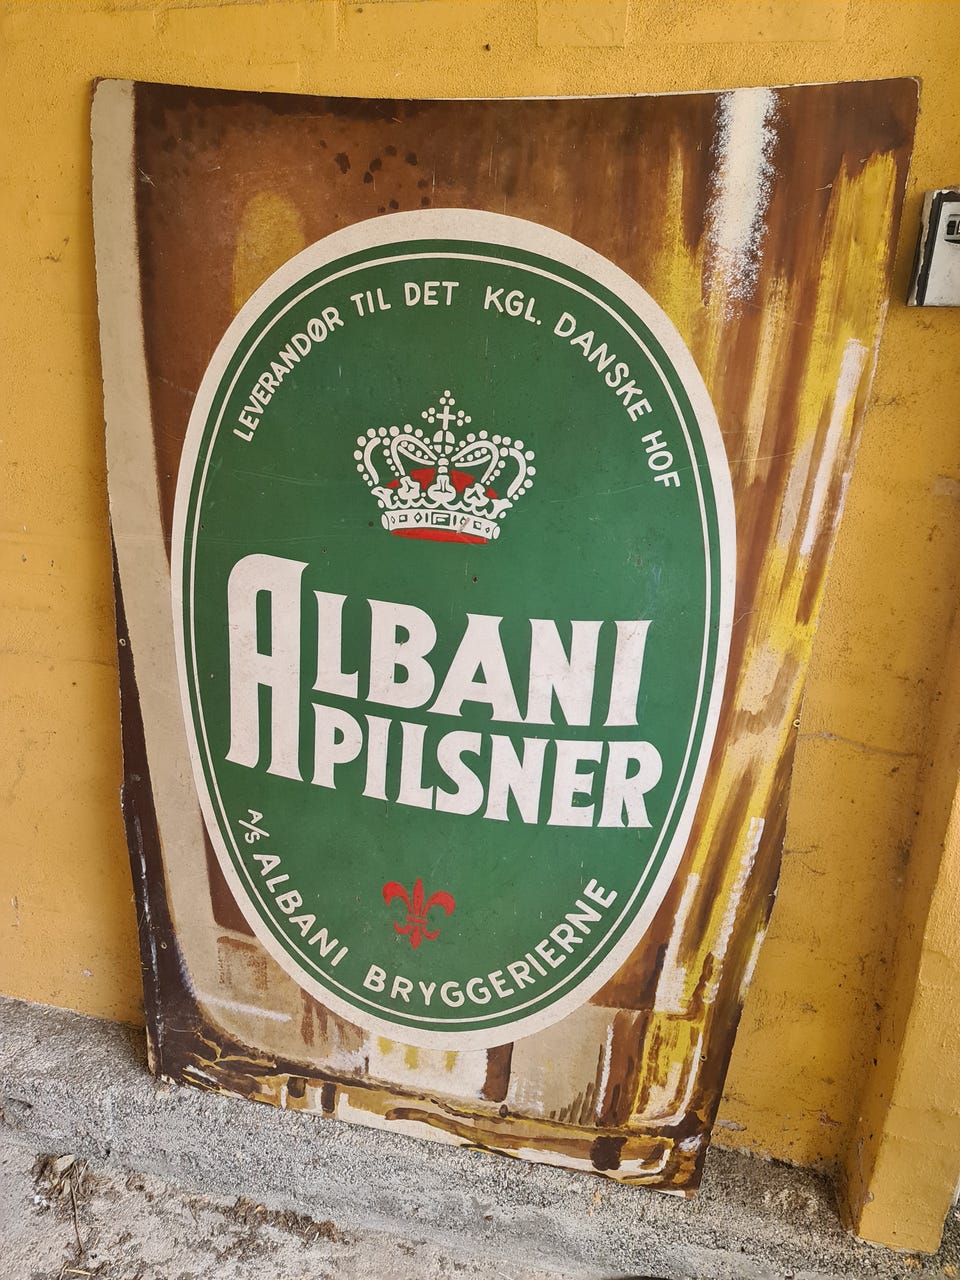 LEVERANDØR TIL DET KGL. DANSKE HOF
ALBANI
PILSNER
A/S ALBANI BRYGGERIERNE